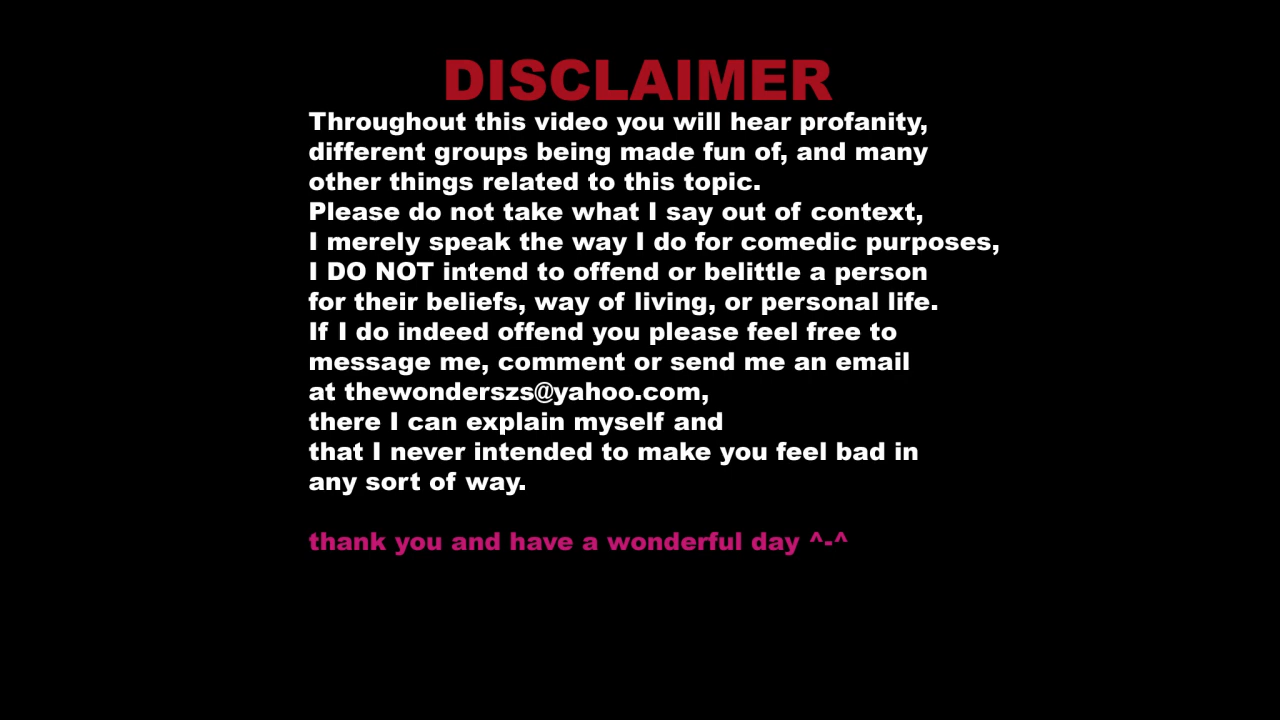 DISCLAIMER
Throughout this video you will hear profanity,
different groups being made fun of, and many
other things related to this topic.
Please do not take what I say out of context,
I merely speak the way I do for comedic purposes,
I DO NOT intend to offend or belittle a person
for their beliefs, way of living, or personal life.
If I do indeed offend you please feel free to
message me, comment or send me an email
at thewonderszs@yahoo.com,
there I can explain myself and
that I never intended to make you feel bad in
any sort of way.
thank you and have a wonderful day ^-^